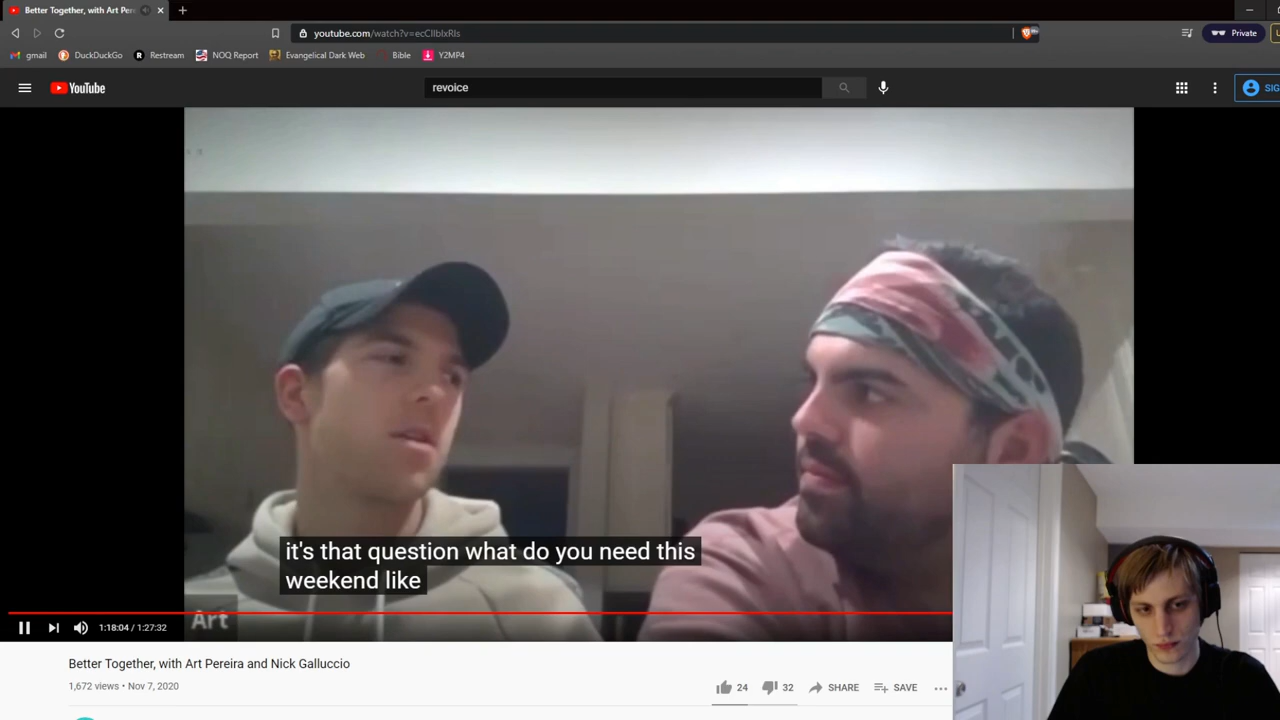 Better Together, with Art Per
youtube.com/watch?v=ecCIlblxRls
Private
gmail
DuckDuckGo
Restream
NOQ Report
Evangelical Dark Web
Bible
Y2MP4
YouTube
revoice
SIG
it's that question what do you need this
weekend like
Art
1:18:04 / 1:27:32
Better Together, with Art Pereira and Nick Galluccio
1,672 views • Nov 7, 2020
24
32
SHARE
SAVE